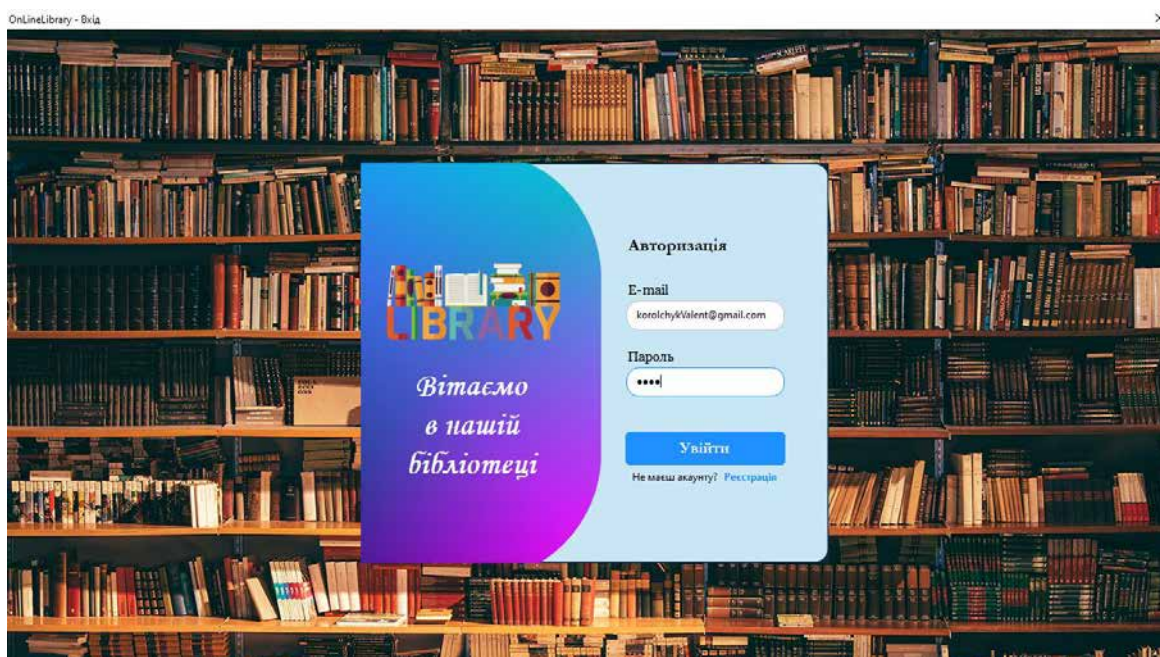 OnLineLibrary - Вхід
LIBRARY
Вітаємо
в нашій
бібліотеці
Авторизація
E-mail
korolchykValent@gmail.com
Пароль
••••
Увійти
Не маєш акаунту? Реєстрація